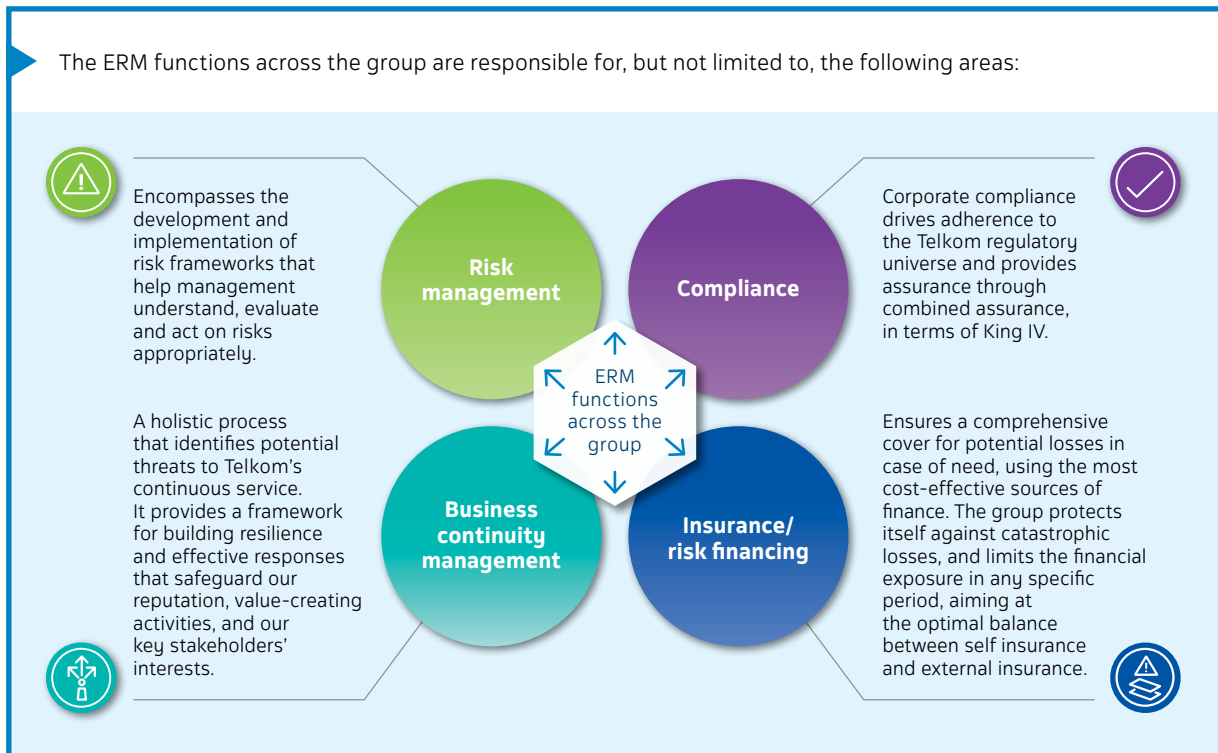 The ERM functions across the group are responsible for, but not limited to, the following areas:
Encompasses the
development and
implementation of
risk frameworks that
help management
understand, evaluate
and act on risks
appropriately.
Risk
management
Compliance
Corporate compliance
drives adherence to
the Telkom regulatory
universe and provides
assurance through
combined assurance,
in terms of King IV.
ERM
functions
across the
group
A holistic process
that identifies potential
threats to Telkom's
continuous service.
It provides a framework
for building resilience
and effective responses
that safeguard our
reputation, value-creating
activities, and our
key stakeholders'
interests.
Business
continuity
management
Insurance/
risk financing
Ensures a comprehensive
cover for potential losses in
case of need, using the most
cost-effective sources of
finance. The group protects
itself against catastrophic
losses, and limits the financial
exposure in any specific
period, aiming at
the optimal balance
between self insurance
and external insurance.